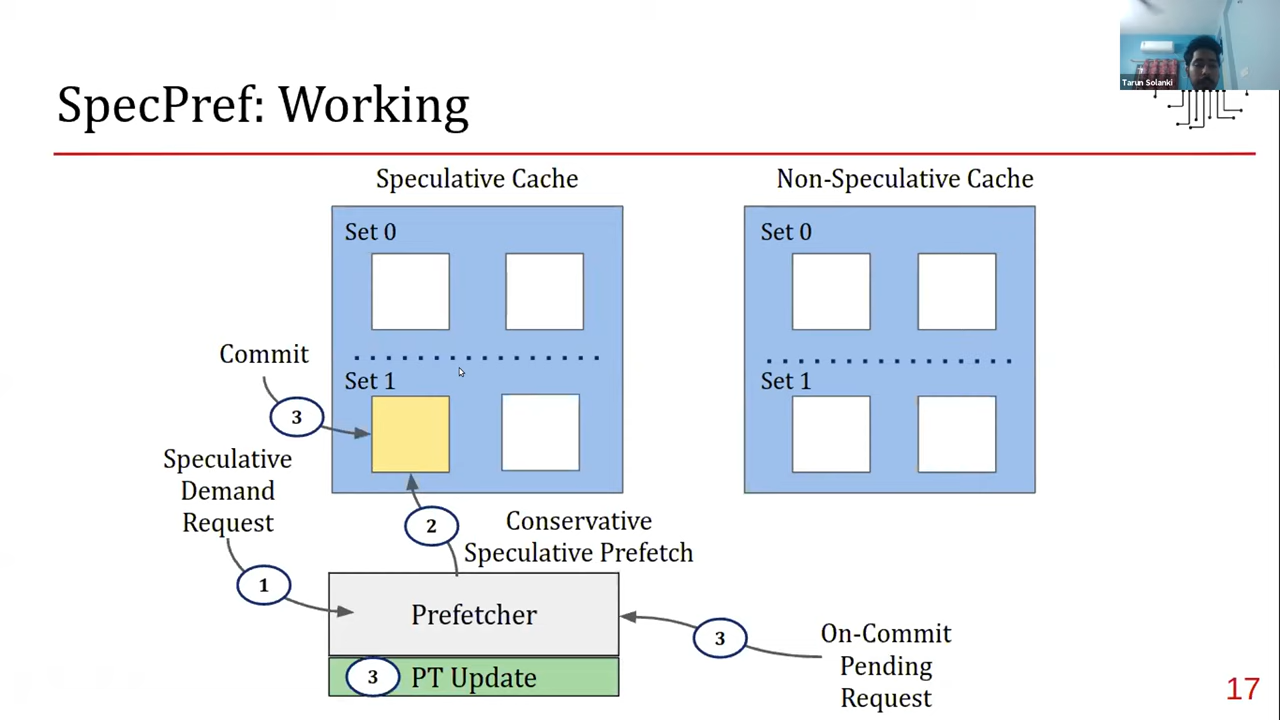 Tarun Solanki
SpecPref: Working
Speculative Cache
Non-Speculative Cache
Set 0
Set 0
Commit
Set 1
Set 1
3
Speculative
Demand
Request
2
Conservative
Speculative Prefetch
1
Prefetcher
3
On-Commit
Pending
Request
3 PT Update
17